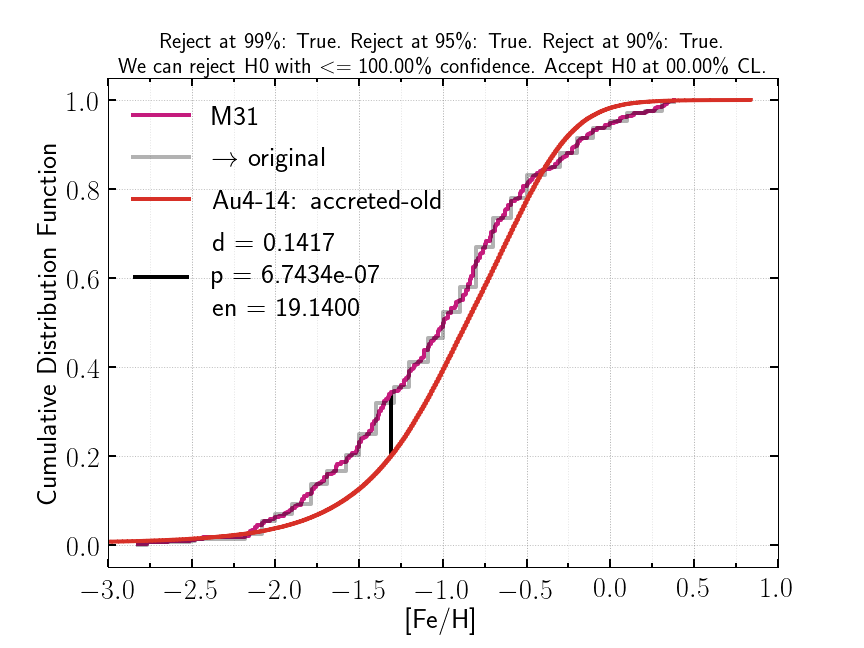 Reject at 99%: True. Reject at 95%: True. Reject at 90%: True.
We can reject H0 with <= 100.00% confidence. Accept H0 at 00.00% CL.
M31
→ original
Au4-14: accreted-old
d = 0.1417
p = 6.7434e-07
en = 19.1400
Cumulative Distribution Function
1.0
0.8
0.6
0.4
0.2
0.0
−3.0 −2.5 −2.0 −1.5 −1.0 −0.5 0.0 0.5 1.0
[Fe/H]